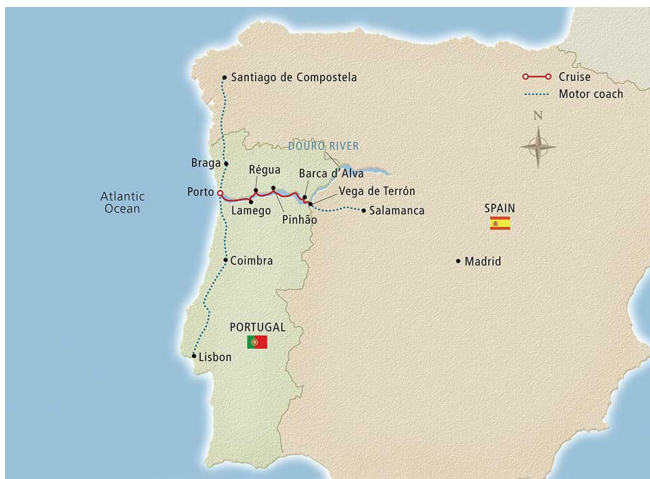 Santiago de Compostela
Cruise
Motor coach
N
DOURO RIVER
Braga
Régua
Barca d'Alva
Porto
Vega de Terrón
Atlantic
Ocean
Lamego
Pinhão
Salamanca
SPAIN
Coimbra
Madrid
PORTUGAL
Lisbon